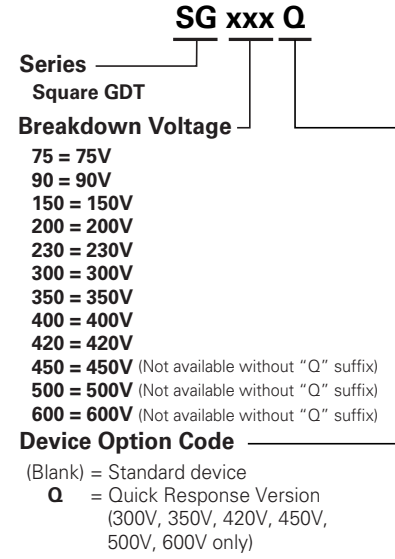 SG xxx Q
Series
Square GDT
Breakdown Voltage
75 = 75V
90 = 90V
150 = 150V
200 = 200V
230 = 230V
300 = 300V
350 = 350V
400 = 400V
420 = 420V
450 = 450V (Not available without “Q” suffix)
500 = 500V (Not available without “Q” suffix)
600 = 600V (Not available without “Q” suffix)
Device Option Code
(Blank) = Standard device
Q = Quick Response Version
(300V, 350V, 420V, 450V,
500V, 600V only)